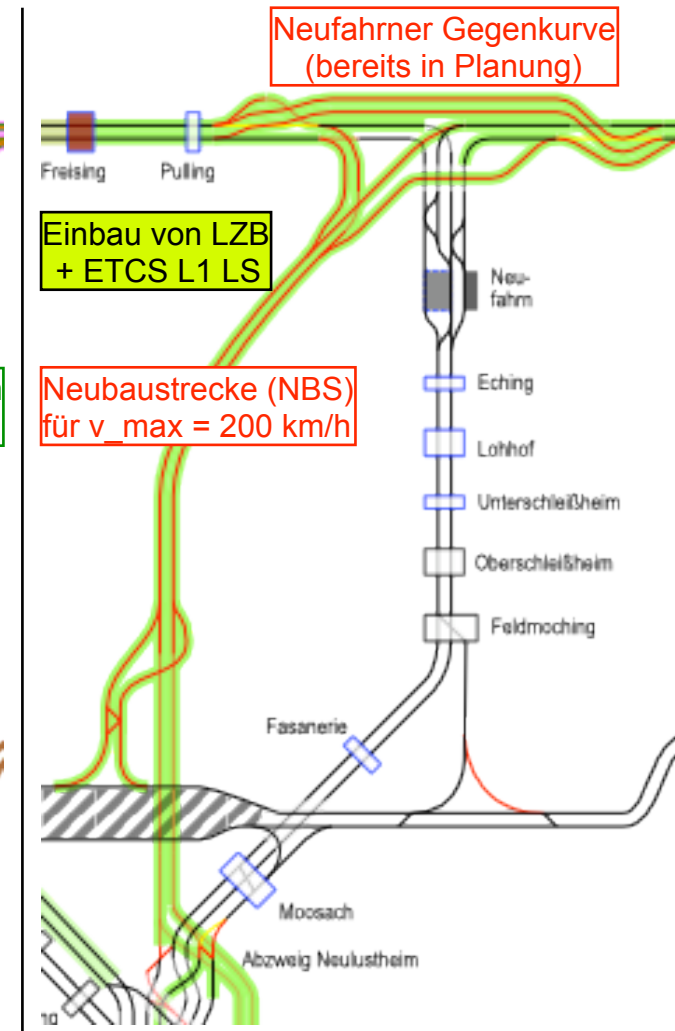 Neufahrner Gegenkurve
(bereits in Planung)
Freising
Pulling
Einbau von LZB
+ ETCS L1 LS
Neu-
fahrn
Neubaustrecke (NBS)
für v_max = 200 km/h
Eching
Lohhof
Unterschleißheim
Oberschleißheim
Feldmoching
Fasanerie
Moosach
Abzweig Neulustheim
ng